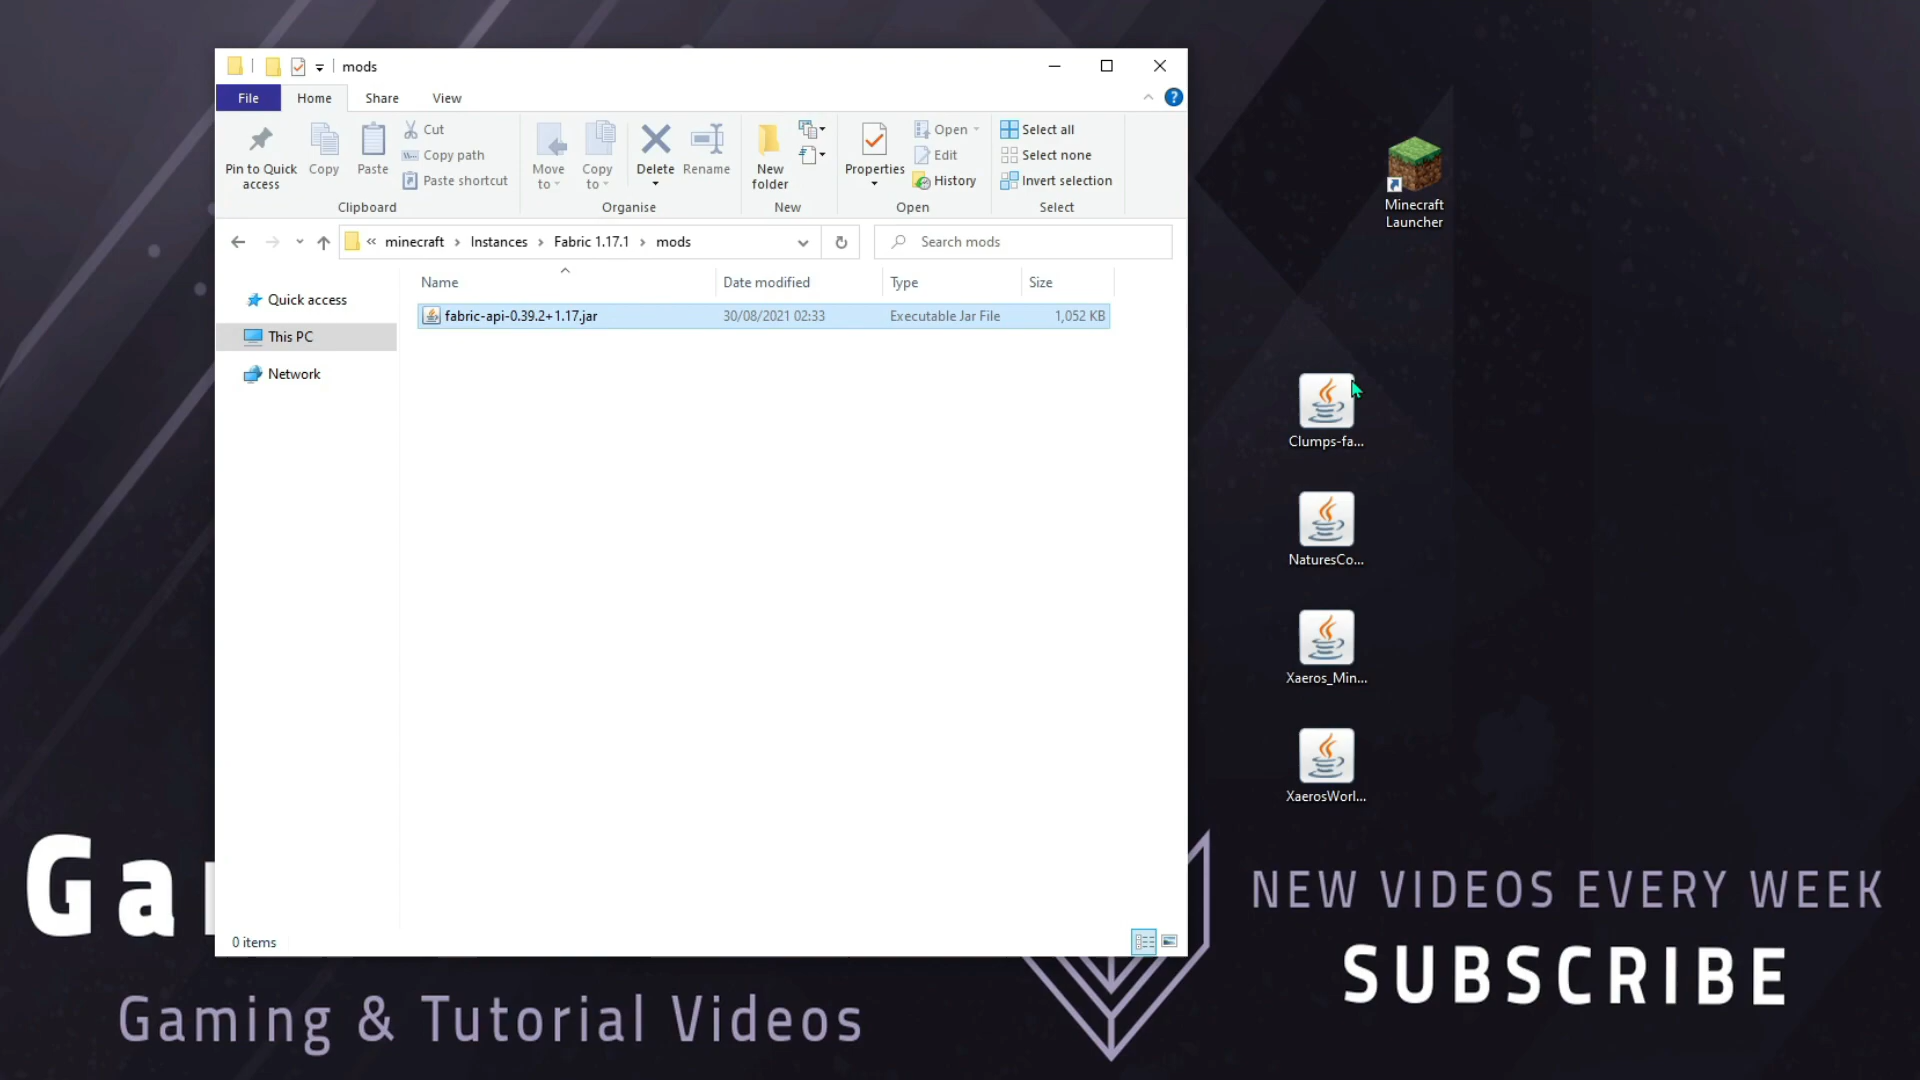 mods
File Home Share View
Pin to Quick access
Copy
Paste
Cut
Copy path
Paste shortcut
Clipboard
Move to
Copy to
Delete
Rename
Organise
New folder
New
Properties
Open
Edit
History
Open
Select all
Select none
Invert selection
Select
« minecraft › Instances › Fabric 1.17.1 › mods
Search mods
Quick access
This PC
Network
Name Date modified Type Size
fabric-api-0.39.2+1.17.jar 30/08/2021 02:33 Executable Jar File 1,052 KB
0 items
Minecraft
Launcher
Clumps-fa...
NaturesCo...
Xaeros_Min...
XaerosWorl...
Ga
Gaming & Tutorial Videos
NEW VIDEOS EVERY WEEK
SUBSCRIBE